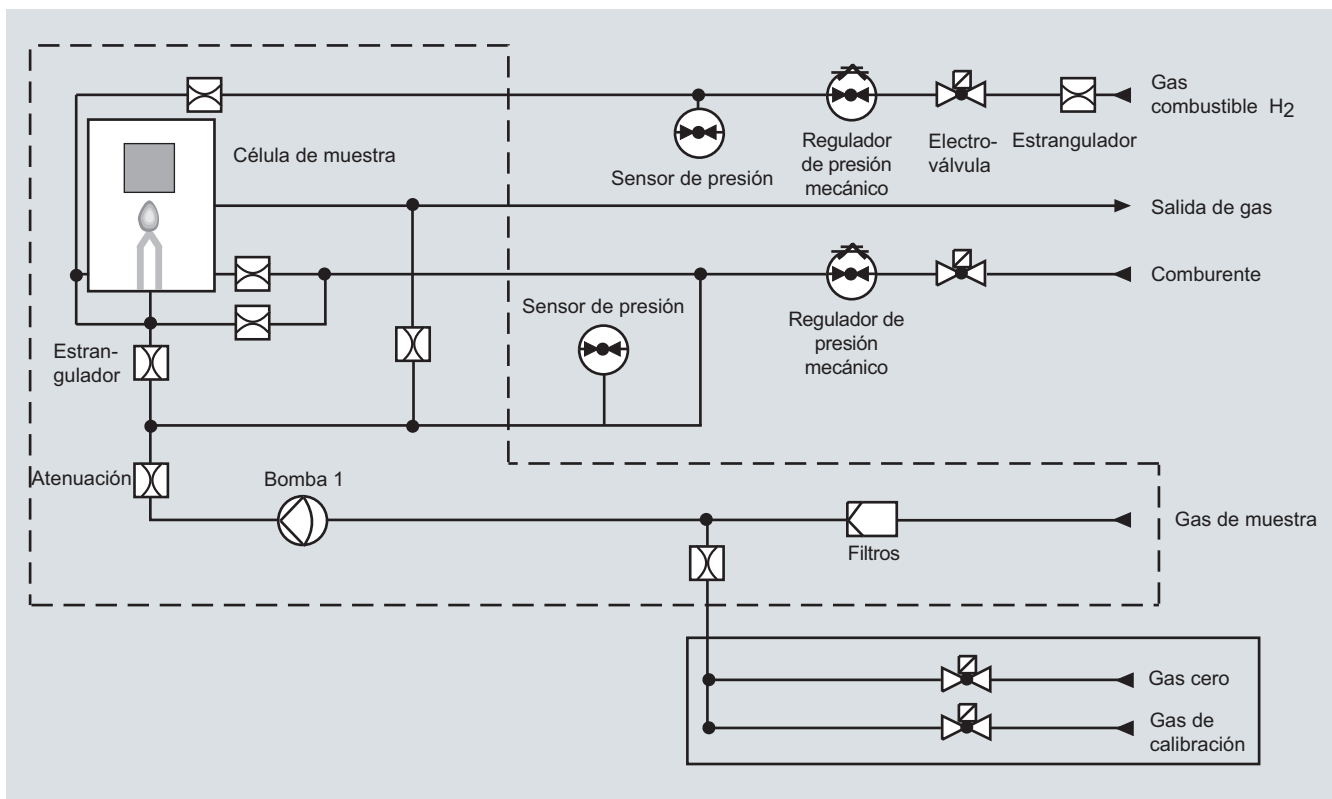 Gas
combustible H2
Célula de muestra
Sensor de presión
Regulador
de presión
mecánico
Electro-
válvula
Estrangulador
Salida de gas
Comburente
Sensor de presión
Regulador de
presión
mecánico
Estran-
gulador
Atenuación
Bomba 1
Filtros
Gas de muestra
Gas cero
Gas de
calibración